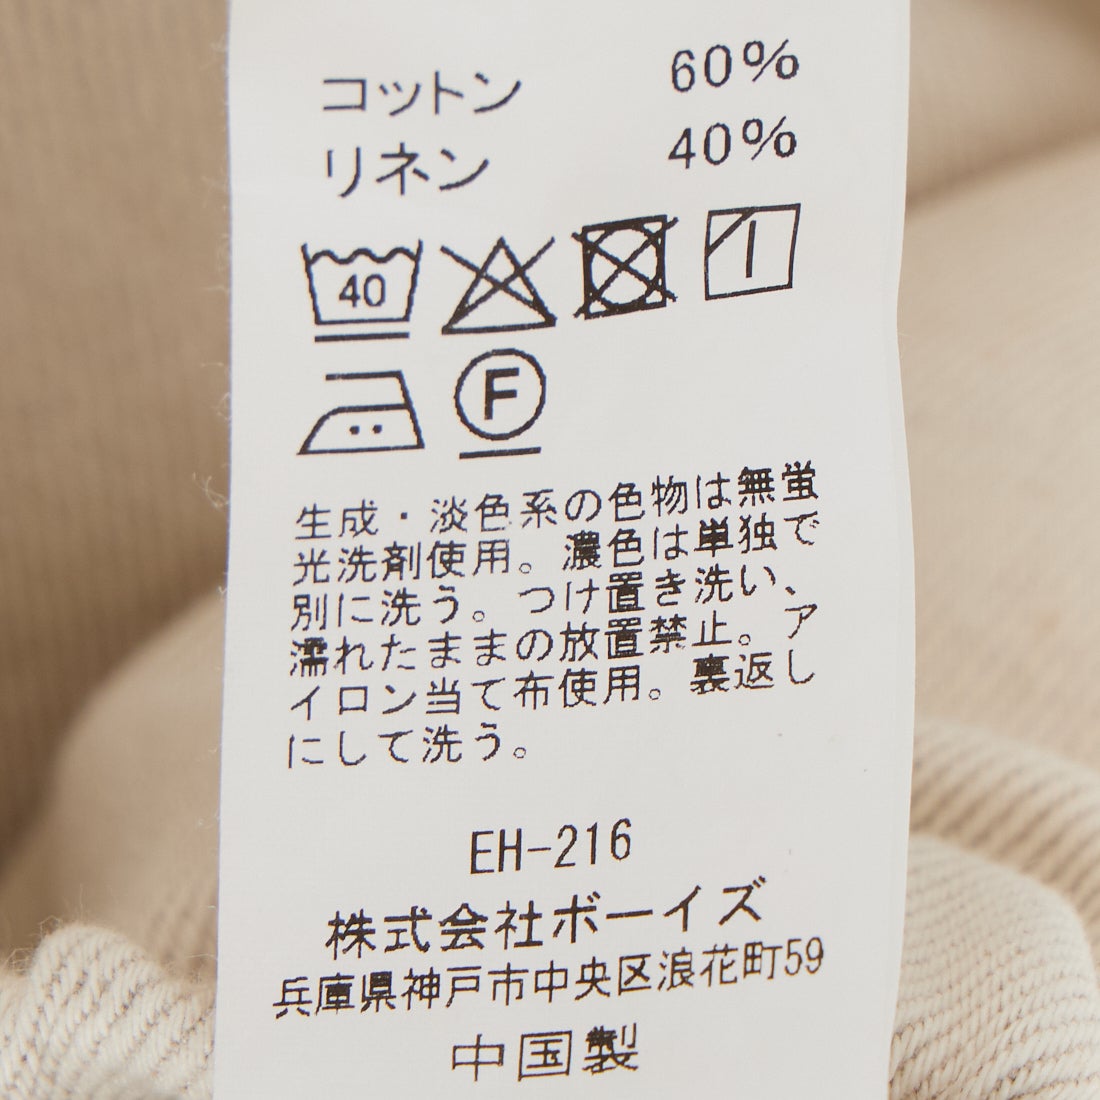 コットン 60%
リネン 40%
40
F
生成・淡色系の色物は無蛍
光洗剤使用。濃色は単独で
別に洗う。つけ置き洗い、
濡れたままの放置禁止。ア
イロン当て布使用。裏返し
にして洗う。
EH-216
株式会社ボーイズ
兵庫県神戸市中央区浪花町59
中国製